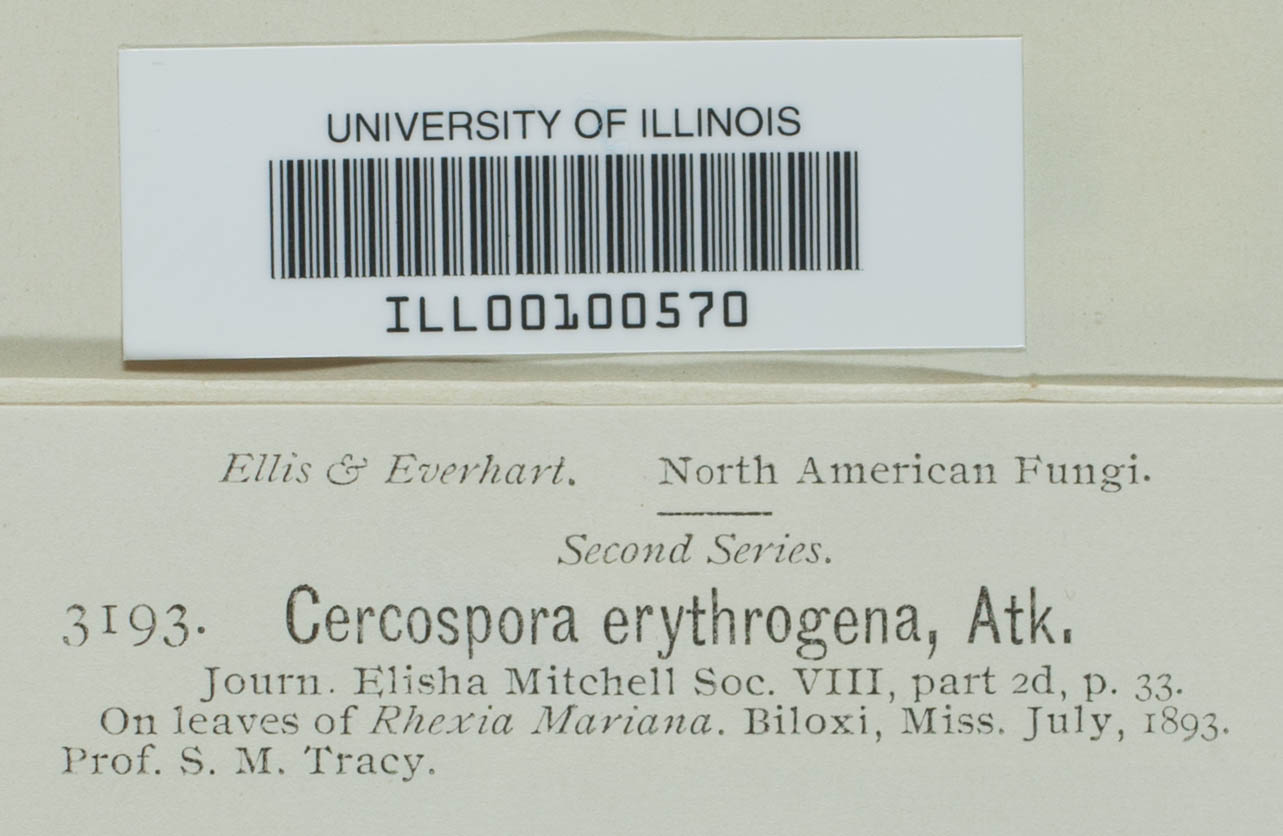 UNIVERSITY OF ILLINOIS
ILL00100570
Ellis & Everhart. North American Fungi.
Second Series.
3193. Cercospora erythrogena, Atk.
Journ. Elisha Mitchell Soc. VIII, part 2d, p. 33.
On leaves of Rhexia Mariana. Biloxi, Miss. July, 1893.
Prof. S. M. Tracy.